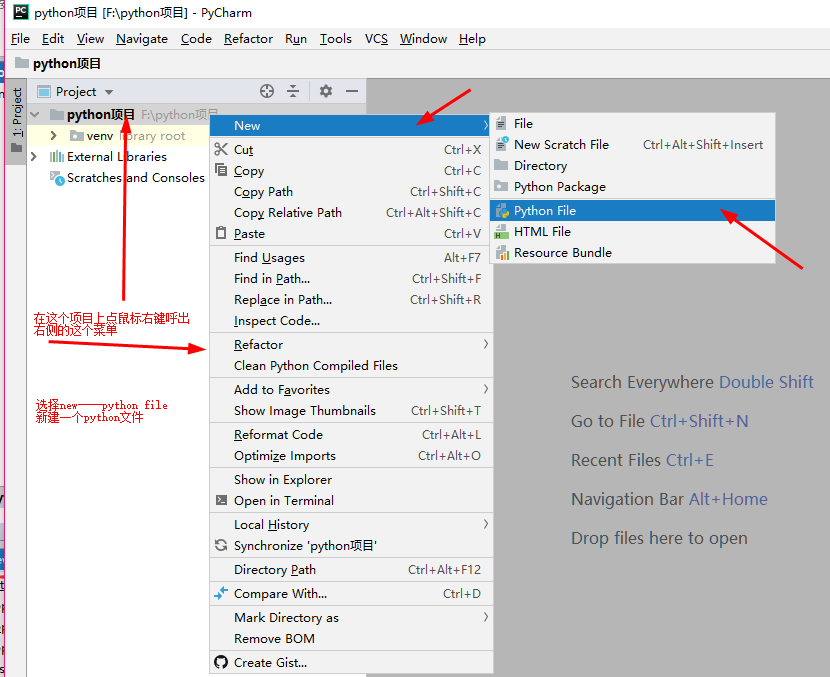 python项目 [F:\python项目] - PyCharm
File Edit View Navigate Code Refactor Run Tools VCS Window Help
python项目
1: Project
Project
python项目 F:\python项目
venv library root
External Libraries
Scratches and Consoles
New
Cut Ctrl+X
Copy Ctrl+C
Copy Path Ctrl+Shift+C
Copy Relative Path Ctrl+Alt+Shift+C
Paste Ctrl+V
Find Usages Alt+F7
Find in Path... Ctrl+Shift+F
Replace in Path... Ctrl+Shift+R
Inspect Code...
Refactor
Clean Python Compiled Files
Add to Favorites
Show Image Thumbnails Ctrl+Shift+T
Reformat Code Ctrl+Alt+L
Optimize Imports Ctrl+Alt+O
Show in Explorer
Open in Terminal
Local History
Synchronize 'python项目'
Directory Path Ctrl+Alt+F12
Compare With... Ctrl+D
Mark Directory as
Remove BOM
Create Gist...
File
New Scratch File Ctrl+Alt+Shift+Insert
Directory
Python Package
Python File
HTML File
Resource Bundle
在这个项目上点鼠标右键呼出
右侧的这个菜单
选择new——python file
新建一个python文件
Search Everywhere Double Shift
Go to File Ctrl+Shift+N
Recent Files Ctrl+E
Navigation Bar Alt+Home
Drop files here to open